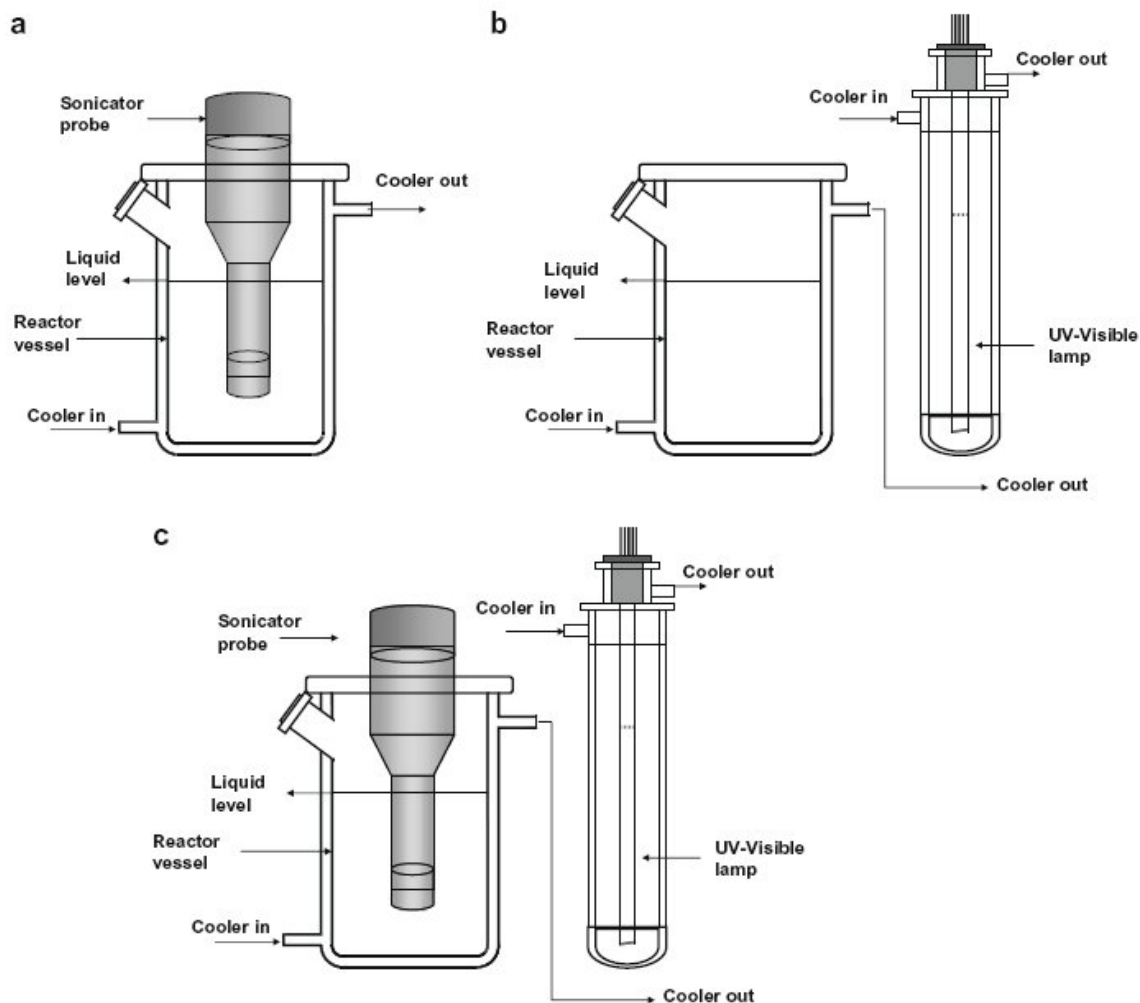 a
Sonicator
probe
Cooler out
Liquid
level
Reactor
vessel
Cooler in
b
Cooler out
Cooler in
Liquid
level
Reactor
vessel
UV-Visible
lamp
Cooler in
Cooler out
c
Cooler out
Cooler in
Sonicator
probe
Liquid
level
Reactor
vessel
UV-Visible
lamp
Cooler in
Cooler out